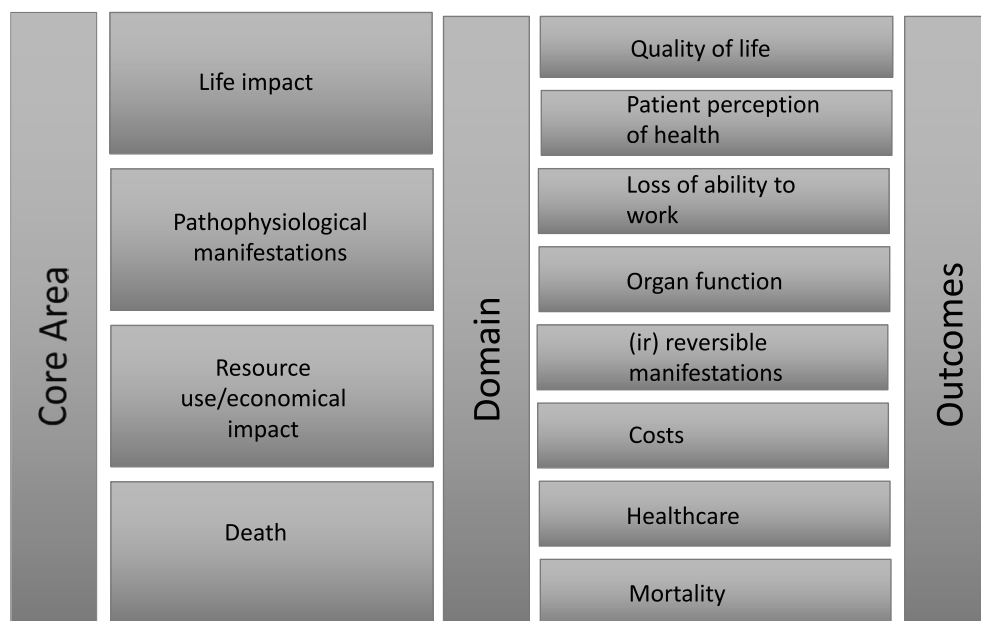 Core Area
Life impact
Pathophysiological
manifestations
Resource
use/economical
impact
Death
Domain
Quality of life
Patient perception
of health
Loss of ability to
work
Organ function
(ir) reversible
manifestations
Costs
Healthcare
Mortality
Outcomes